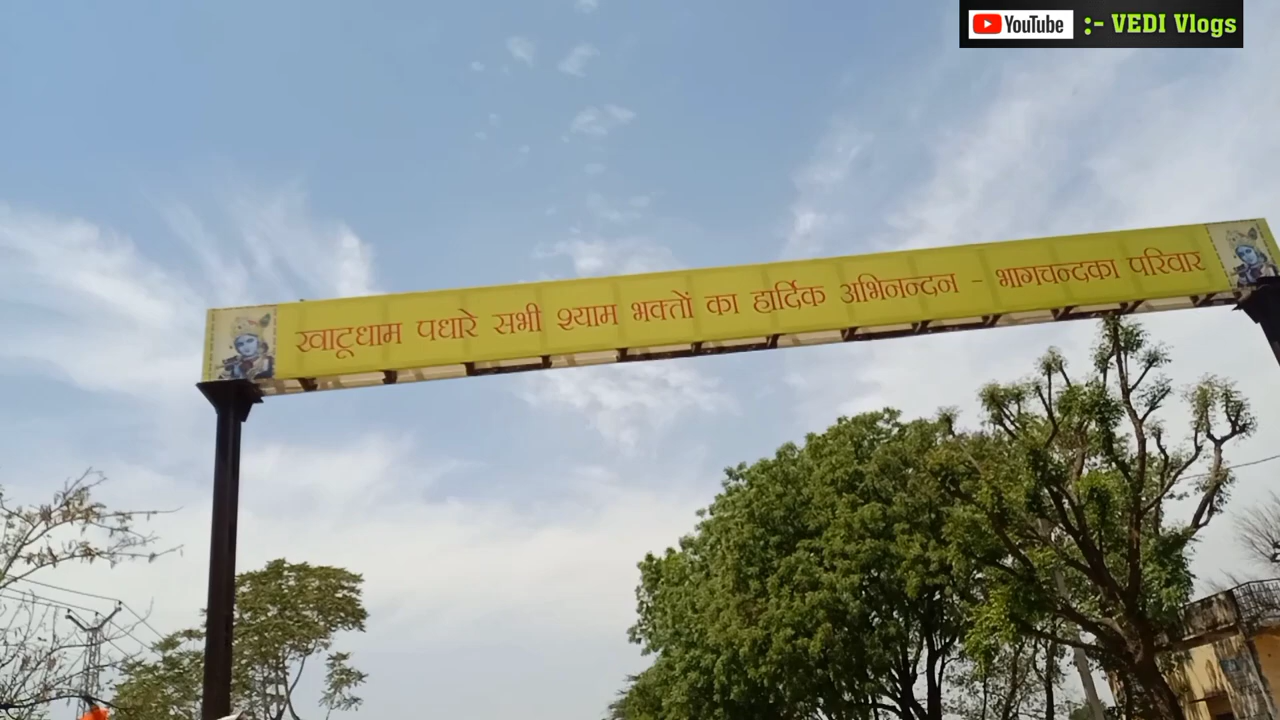 YouTube :- VEDI Vlogs
खाटूधाम पधारे सभी श्याम भक्तों का हार्दिक अभिनन्दन - भागचन्दका परिवार